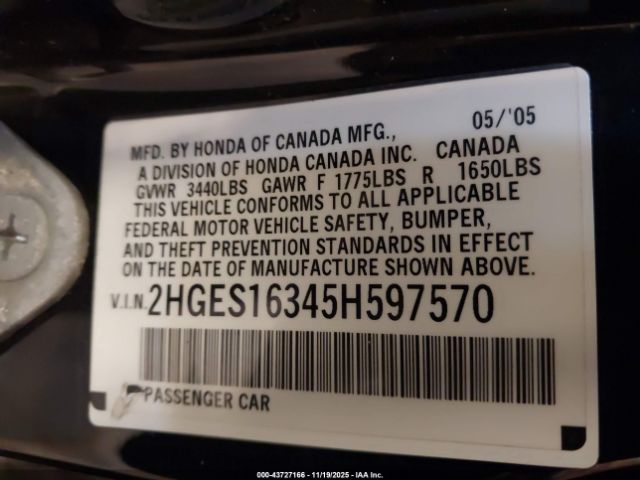 05/'05
MFD. BY HONDA OF CANADA MFG.,
A DIVISION OF HONDA CANADA INC. CANADA
GVWR 3440LBS GAWR F 1775LBS R 1650LBS
THIS VEHICLE CONFORMS TO ALL APPLICABLE
FEDERAL MOTOR VEHICLE SAFETY, BUMPER,
AND THEFT PREVENTION STANDARDS IN EFFECT
ON THE DATE OF MANUFACTURE SHOWN ABOVE.
V.I.N. 2HGES16345H597570
PASSENGER CAR
000-43727166 - 11/19/2025 - IAA Inc.